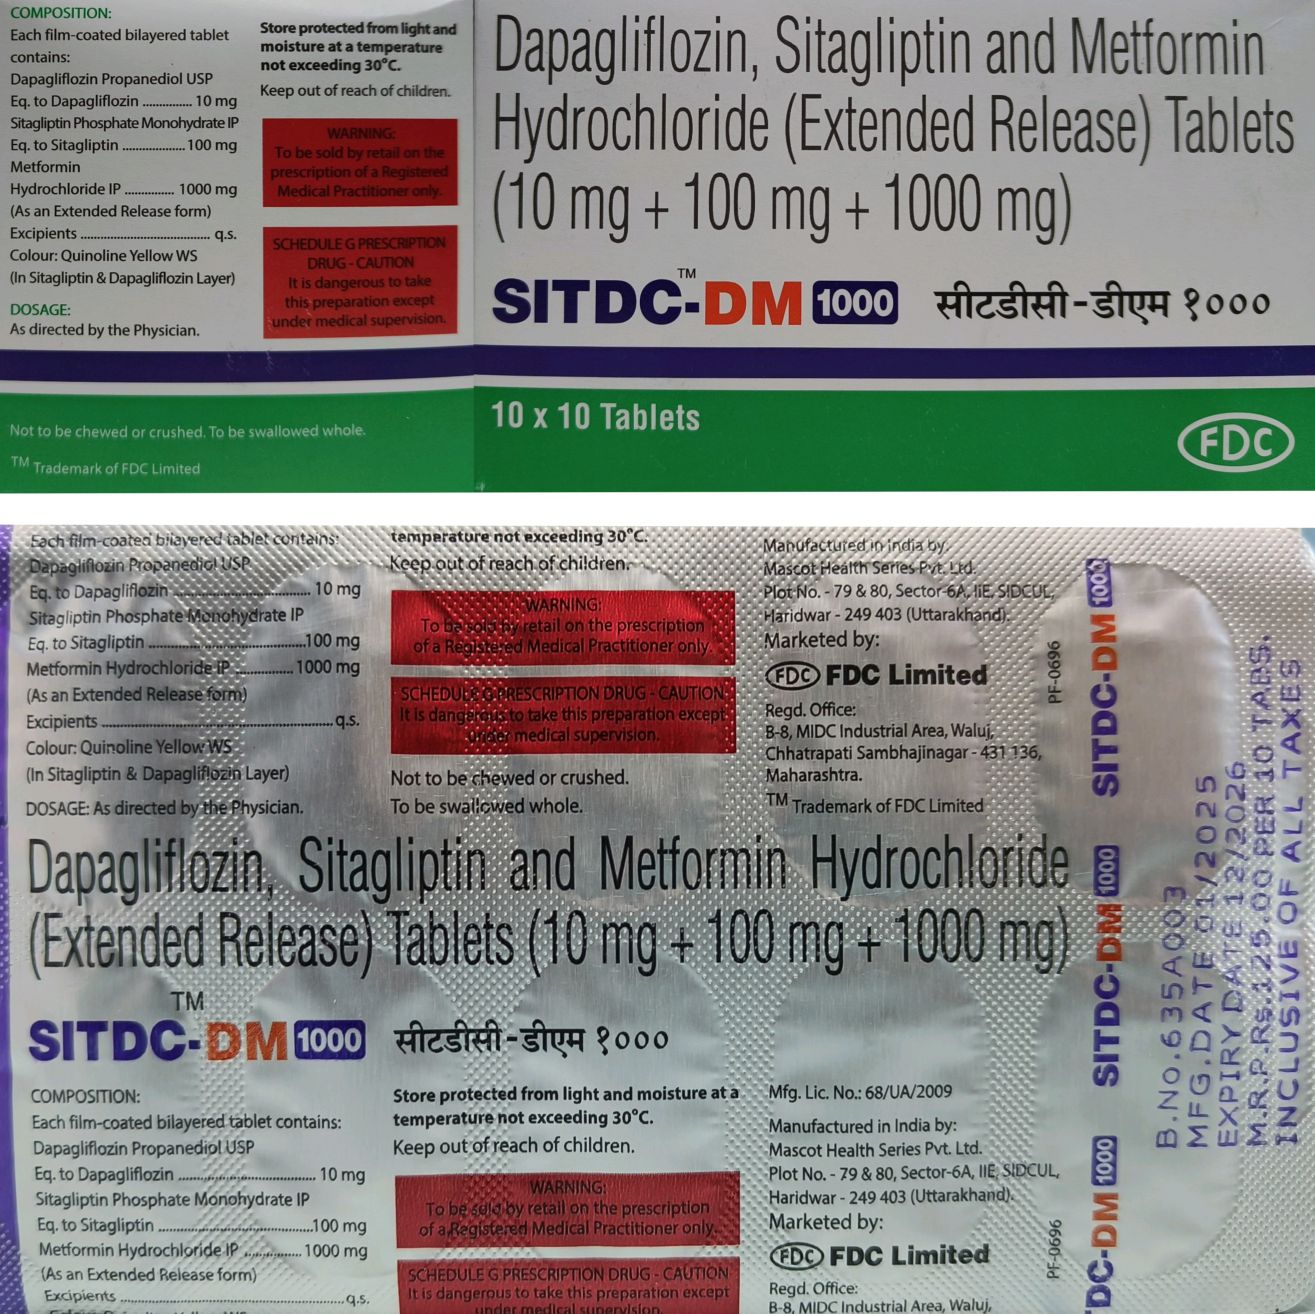 COMPOSITION:
Each film-coated bilayered tablet
contains:
Dapagliflozin Propanediol USP
Eq. to Dapagliflozin ............... 10 mg
Sitagliptin Phosphate Monohydrate IP
Eq. to Sitagliptin ................... 100 mg
Metformin
Hydrochloride IP ............... 1000 mg
(As an Extended Release form)
Excipients ....................................... q.s.
Colour: Quinoline Yellow WS
(In Sitagliptin & Dapagliflozin Layer)
DOSAGE:
As directed by the Physician.
Store protected from light and
moisture at a temperature
not exceeding 30°C.
Keep out of reach of children.
WARNING:
To be sold by retail on the
prescription of a Registered
Medical Practitioner only.
SCHEDULE G PRESCRIPTION
DRUG - CAUTION
It is dangerous to take
this preparation except
under medical supervision.
Not to be chewed or crushed. To be swallowed whole.
TM Trademark of FDC Limited
Dapagliflozin, Sitagliptin and Metformin
Hydrochloride (Extended Release) Tablets
(10 mg + 100 mg + 1000 mg)
SITDC-DM 1000 TM सीटडीसी-डीएम १०००
10 x 10 Tablets
FDC
Each film-coated bilayered tablet contains:
Dapagliflozin Propanediol USP
Eq. to Dapagliflozin .................................... 10 mg
Sitagliptin Phosphate Monohydrate IP
Eq. to Sitagliptin .........................................100 mg
Metformin Hydrochloride IP ............... 1000 mg
(As an Extended Release form)
Excipients ............................................................. q.s.
Colour: Quinoline Yellow WS
(In Sitagliptin & Dapagliflozin Layer)
DOSAGE: As directed by the Physician.
temperature not exceeding 30°C.
Keep out of reach of children.
WARNING:
To be sold by retail on the prescription
of a Registered Medical Practitioner only.
SCHEDULE G PRESCRIPTION DRUG - CAUTION
It is dangerous to take this preparation except
under medical supervision.
Not to be chewed or crushed.
To be swallowed whole.
Manufactured in India by:
Mascot Health Series Pvt. Ltd.
Plot No. - 79 & 80, Sector-6A, IIE, SIDCUL,
Haridwar - 249 403 (Uttarakhand).
Marketed by:
FDC FDC Limited
Regd. Office:
B-8, MIDC Industrial Area, Waluj,
Chhatrapati Sambhajinagar - 431 136,
Maharashtra.
TM Trademark of FDC Limited
Dapagliflozin, Sitagliptin and Metformin Hydrochloride
(Extended Release) Tablets (10 mg + 100 mg + 1000 mg)
SITDC-DM 1000 TM सीटडीसी-डीएम १०००
COMPOSITION:
Each film-coated bilayered tablet contains:
Dapagliflozin Propanediol USP
Eq. to Dapagliflozin .................................... 10 mg
Sitagliptin Phosphate Monohydrate IP
Eq. to Sitagliptin .........................................100 mg
Metformin Hydrochloride IP ............... 1000 mg
(As an Extended Release form)
Excipients ............................................................. q.s.
Store protected from light and moisture at a
temperature not exceeding 30°C.
Keep out of reach of children.
WARNING:
To be sold by retail on the prescription
of a Registered Medical Practitioner only.
SCHEDULE G PRESCRIPTION DRUG - CAUTION
It is dangerous to take this preparation except
under medical supervision.
Mfg. Lic. No.: 68/UA/2009
Manufactured in India by:
Mascot Health Series Pvt. Ltd.
Plot No. - 79 & 80, Sector-6A, IIE, SIDCUL,
Haridwar - 249 403 (Uttarakhand).
Marketed by:
FDC FDC Limited
Regd. Office:
B-8, MIDC Industrial Area, Waluj,
PF-0696
PF-0696
SITDC-DM 1000
SITDC-DM 1000
DC-DM 1000
B.No.635A003
MFG.DATE 01/2025
EXPIRY DATE 12/2026
M.R.P.Rs.125.00 PER 10 TABS.
INCLUSIVE OF ALL TAXES